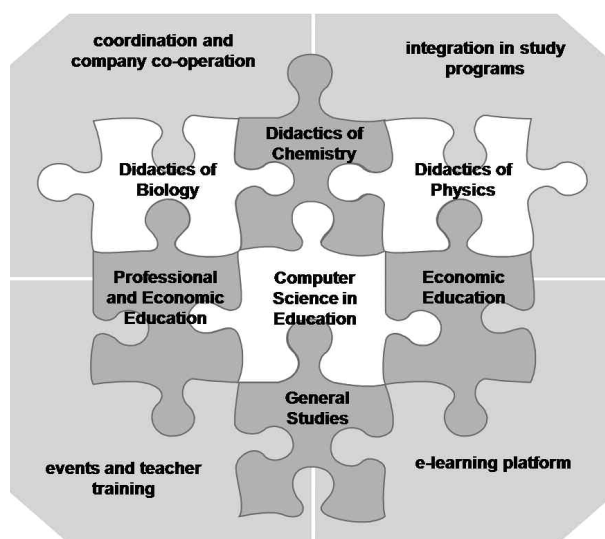 coordination and
company co-operation
integration in study
programs
Didactics of
Chemistry
Didactics of
Biology
Didactics of
Physics
Professional
and Economic
Education
Computer
Science in
Education
Economic
Education
General
Studies
events and teacher
training
e-learning platform